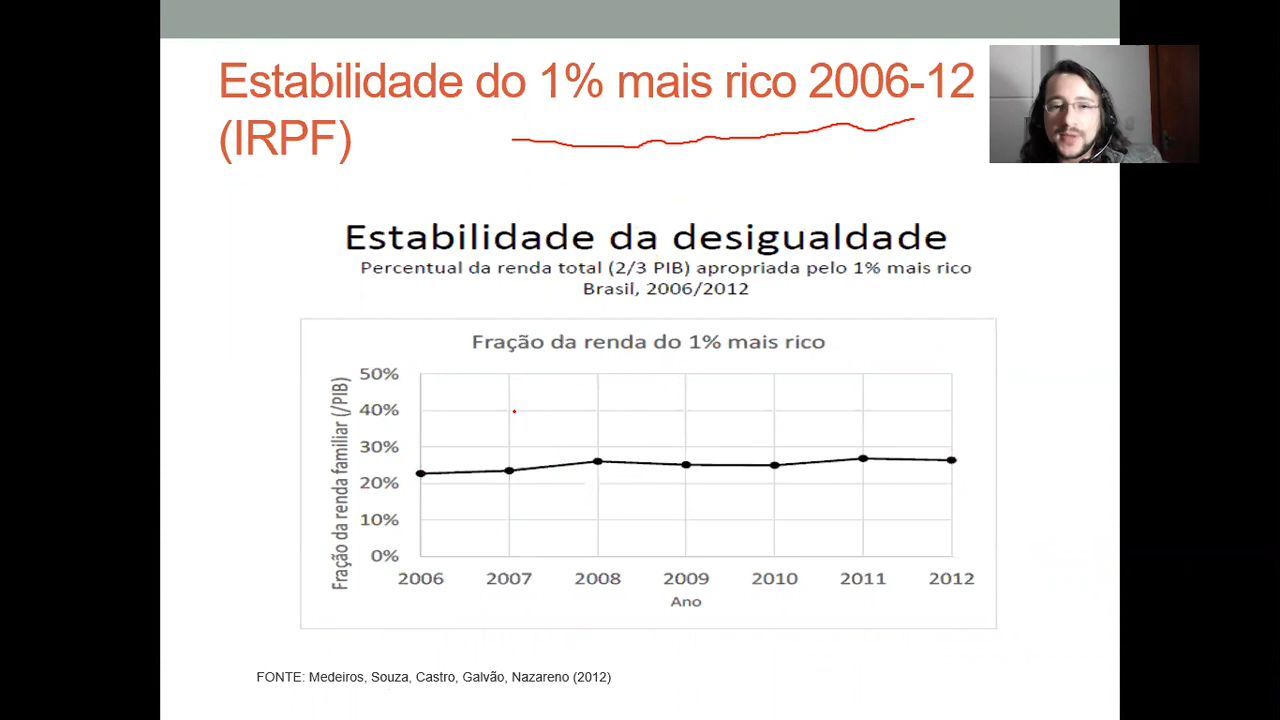 Estabilidade do 1% mais rico 2006-12
(IRPF)
Estabilidade da desigualdade
Percentual da renda total (2/3 PIB) apropriada pelo 1% mais rico
Brasil, 2006/2012
Fração da renda do 1% mais rico
Fração da renda familiar (/PIB)
50%
40%
30%
20%
10%
0%
2006 2007 2008 2009 2010 2011 2012
Ano
FONTE: Medeiros, Souza, Castro, Galvão, Nazareno (2012)